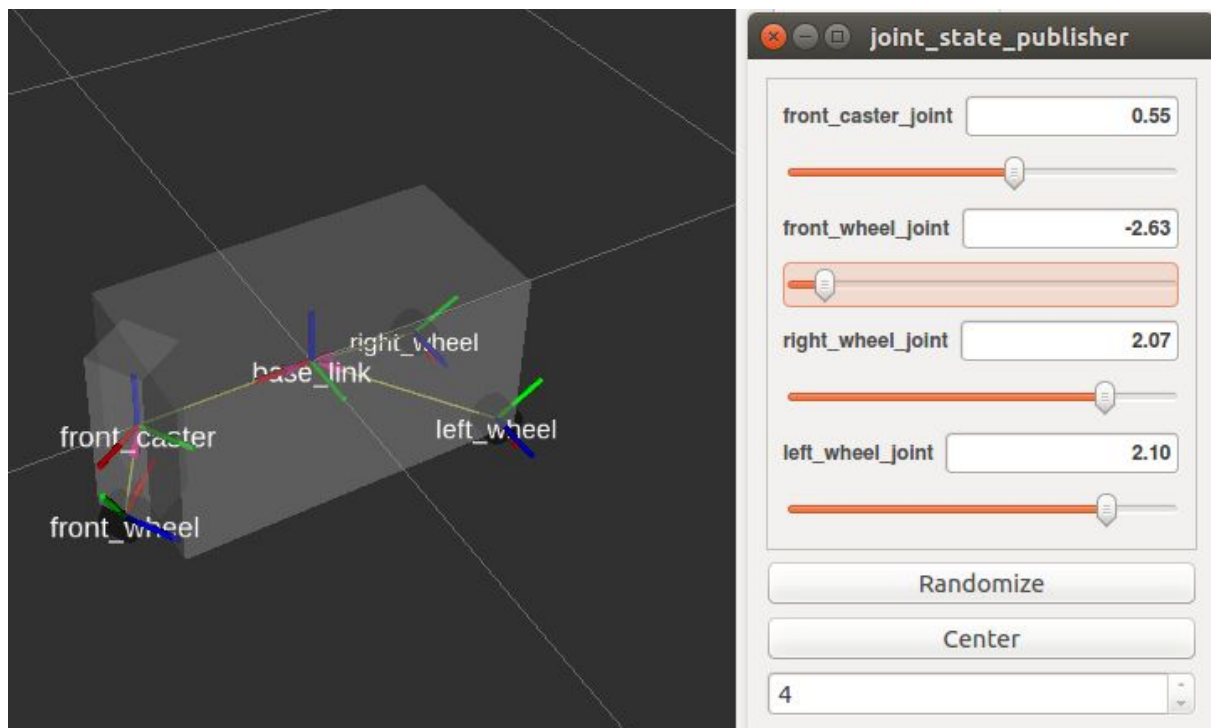 right_wheel
base_link
left_wheel
front_caster
front_wheel
joint_state_publisher
front_caster_joint 0.55
front_wheel_joint -2.63
right_wheel_joint 2.07
left_wheel_joint 2.10
Randomize
Center
4